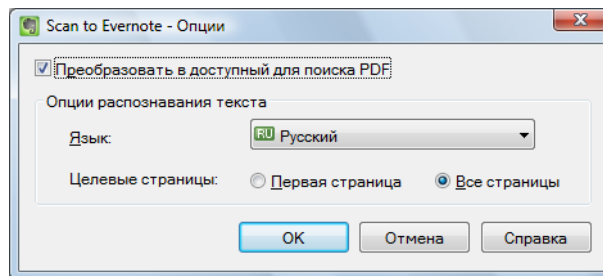 Scan to Evernote - Опции
Преобразовать в доступный для поиска PDF
Опции распознавания текста
Язык: RU Русский
Целевые страницы: Первая страница Все страницы
OK Отмена Справка